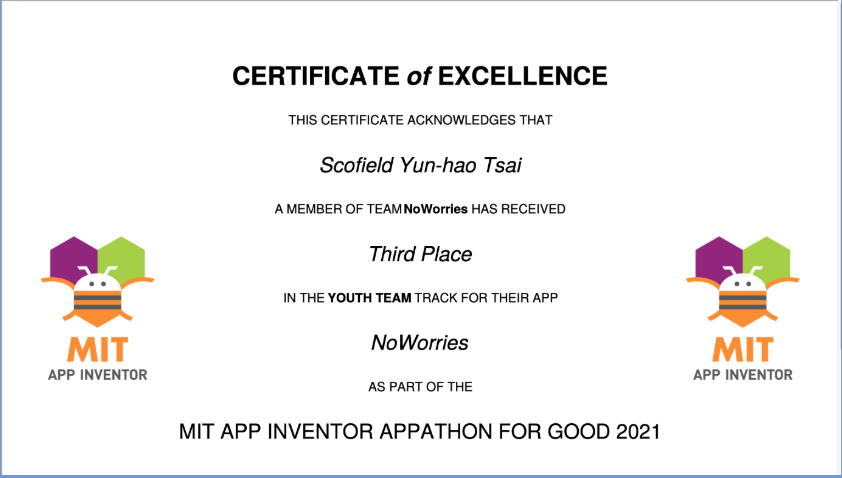 CERTIFICATE of EXCELLENCE
THIS CERTIFICATE ACKNOWLEDGES THAT
Scofield Yun-hao Tsai
A MEMBER OF TEAM NoWorries HAS RECEIVED
Third Place
IN THE YOUTH TEAM TRACK FOR THEIR APP
NoWorries
AS PART OF THE
MIT APP INVENTOR APPATHON FOR GOOD 2021
MIT
APP INVENTOR
MIT
APP INVENTOR